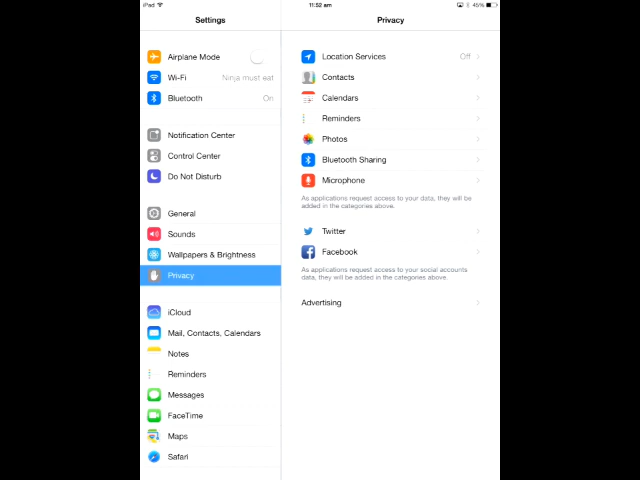 iPad
11:52 am
45%
Settings
Privacy
Airplane Mode
Wi-Fi
Ninja must eat
Bluetooth
On
Notification Center
Control Center
Do Not Disturb
General
Sounds
Wallpapers & Brightness
Privacy
iCloud
Mail, Contacts, Calendars
Notes
Reminders
Messages
FaceTime
Maps
Safari
Location Services
Off
Contacts
Calendars
Reminders
Photos
Bluetooth Sharing
Microphone
As applications request access to your data, they will be
added in the categories above.
Twitter
Facebook
As applications request access to your social accounts
data, they will be added in the categories above.
Advertising